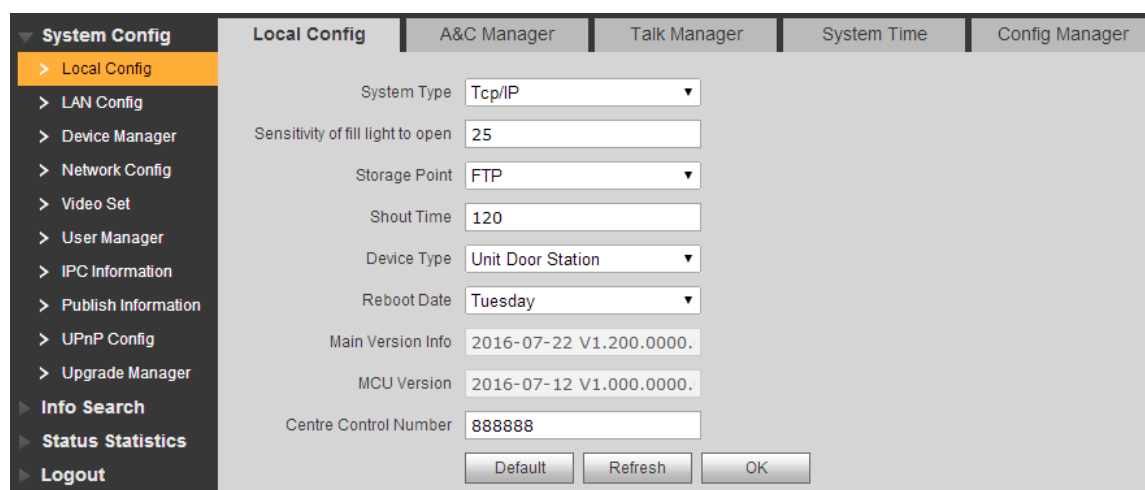 System Config
Local Config
LAN Config
Device Manager
Network Config
Video Set
User Manager
IPC Information
Publish Information
UPnP Config
Upgrade Manager
Info Search
Status Statistics
Logout
Local Config A&C Manager Talk Manager System Time Config Manager
System Type Tcp/IP
Sensitivity of fill light to open 25
Storage Point FTP
Shout Time 120
Device Type Unit Door Station
Reboot Date Tuesday
Main Version Info 2016-07-22 V1.200.0000.
MCU Version 2016-07-12 V1.000.0000.
Centre Control Number 888888
Default Refresh OK